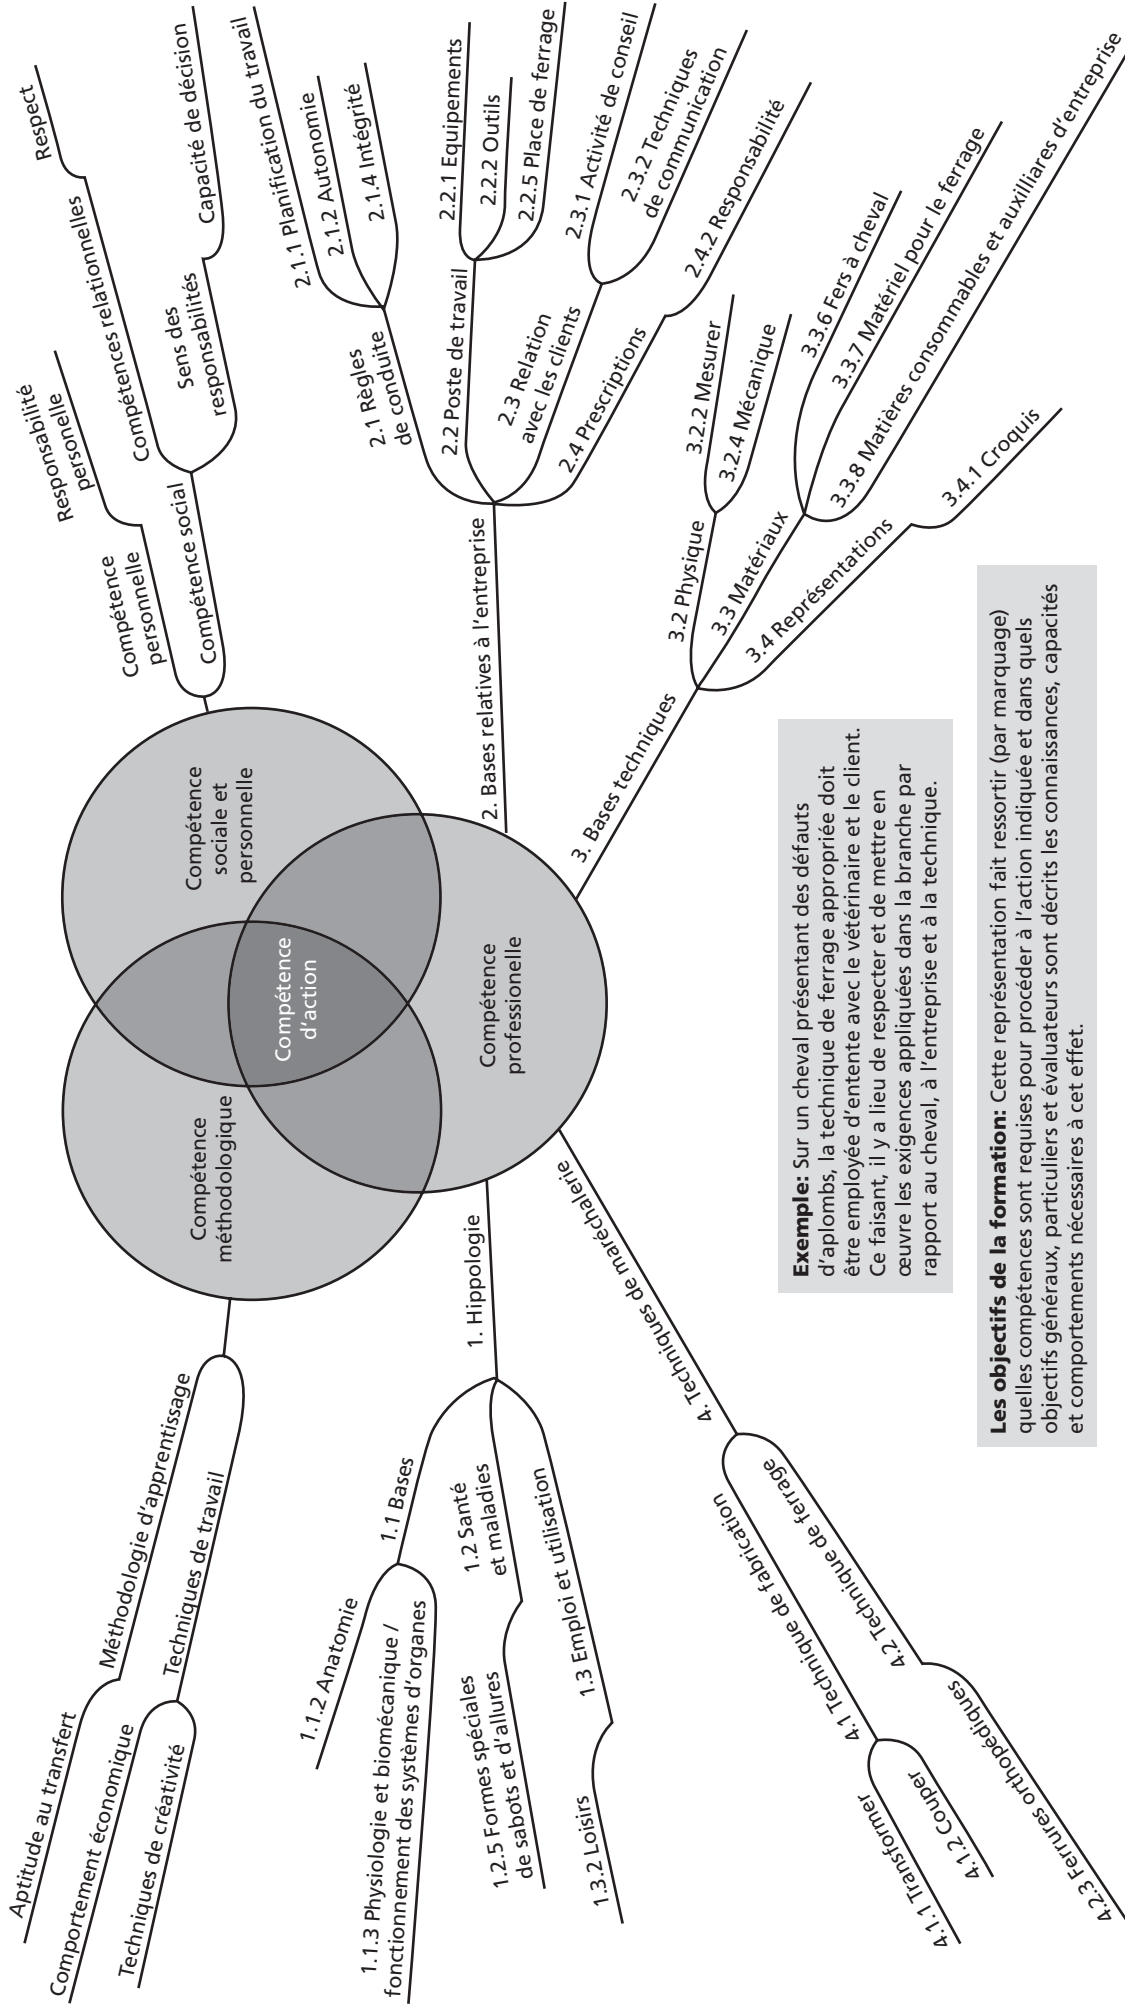 Aptitude au transfert
Méthodologie d'apprentissage
Comportement économique
Techniques de travail
Techniques de créativité
Compétence
méthodologique
Compétence
sociale et
personnelle
Compétence
d'action
Compétence
professionelle
Compétence
personnelle
Responsabilité
personelle
Compétence social
Compétences relationnelles
Respect
Sens des
responsabilités
Capacité de décision
1. Hippologie
1.1 Bases
1.1.2 Anatomie
1.1.3 Physiologie et biomécanique /
fonctionnement des systèmes d'organes
1.2 Santé
et maladies
1.2.5 Formes spéciales
de sabots et d'allures
1.3 Emploi et utilisation
1.3.2 Loisirs
2. Bases relatives à l'entreprise
2.1 Règles
de conduite
2.1.1 Planification du travail
2.1.2 Autonomie
2.1.4 Intégrité
2.2 Poste de travail
2.2.1 Equipements
2.2.2 Outils
2.2.5 Place de ferrage
2.3 Relation
avec les clients
2.3.1 Activité de conseil
2.3.2 Techniques
de communication
2.4 Prescriptions
2.4.2 Responsabilité
3. Bases techniques
3.2 Physique
3.2.2 Mesurer
3.2.4 Mécanique
3.3 Matériaux
3.3.6 Fers à cheval
3.3.7 Matériel pour le ferrage
3.3.8 Matières consommables et auxilliares d'entreprise
3.4 Représentations
3.4.1 Croquis
4. Techniques de maréchalerie
4.1 Technique de fabrication
4.1.1 Transformer
4.1.2 Couper
4.2 Technique de ferrage
4.2.3 Ferrures orthopédiques
Exemple: Sur un cheval présentant des défauts
d'aplombs, la technique de ferrage appropriée doit
être employée d'entente avec le vétérinaire et le client.
Ce faisant, il y a lieu de respecter et de mettre en
œuvre les exigences appliquées dans la branche par
rapport au cheval, à l'entreprise et à la technique.
Les objectifs de la formation: Cette représentation fait ressortir (par marquage)
quelles compétences sont requises pour procéder à l'action indiquée et dans quels
objectifs généraux, particuliers et évaluateurs sont décrits les connaissances, capacités
et comportements nécessaires à cet effet.